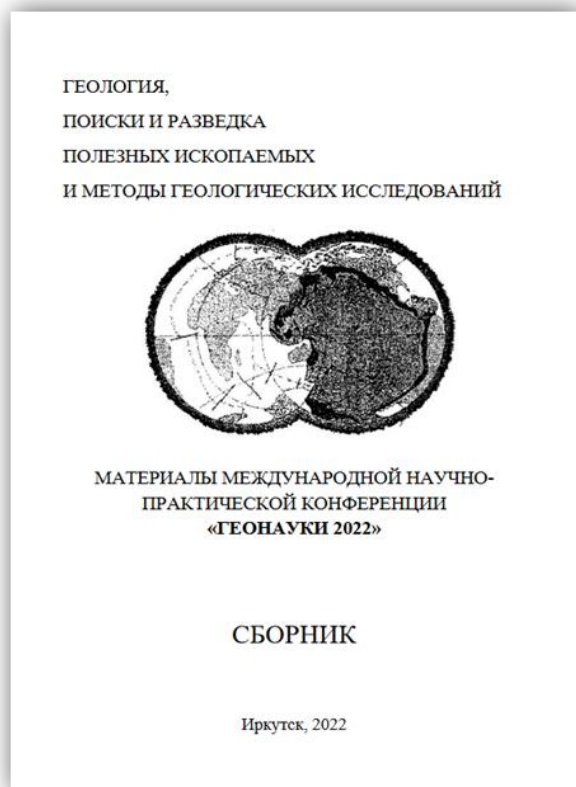 ГЕОЛОГИЯ,
ПОИСКИ И РАЗВЕДКА
ПОЛЕЗНЫХ ИСКОПАЕМЫХ
И МЕТОДЫ ГЕОЛОГИЧЕСКИХ ИССЛЕДОВАНИЙ
МАТЕРИАЛЫ МЕЖДУНАРОДНОЙ НАУЧНО-
ПРАКТИЧЕСКОЙ КОНФЕРЕНЦИИ
«ГЕОНАУКИ 2022»
СБОРНИК
Иркутск, 2022